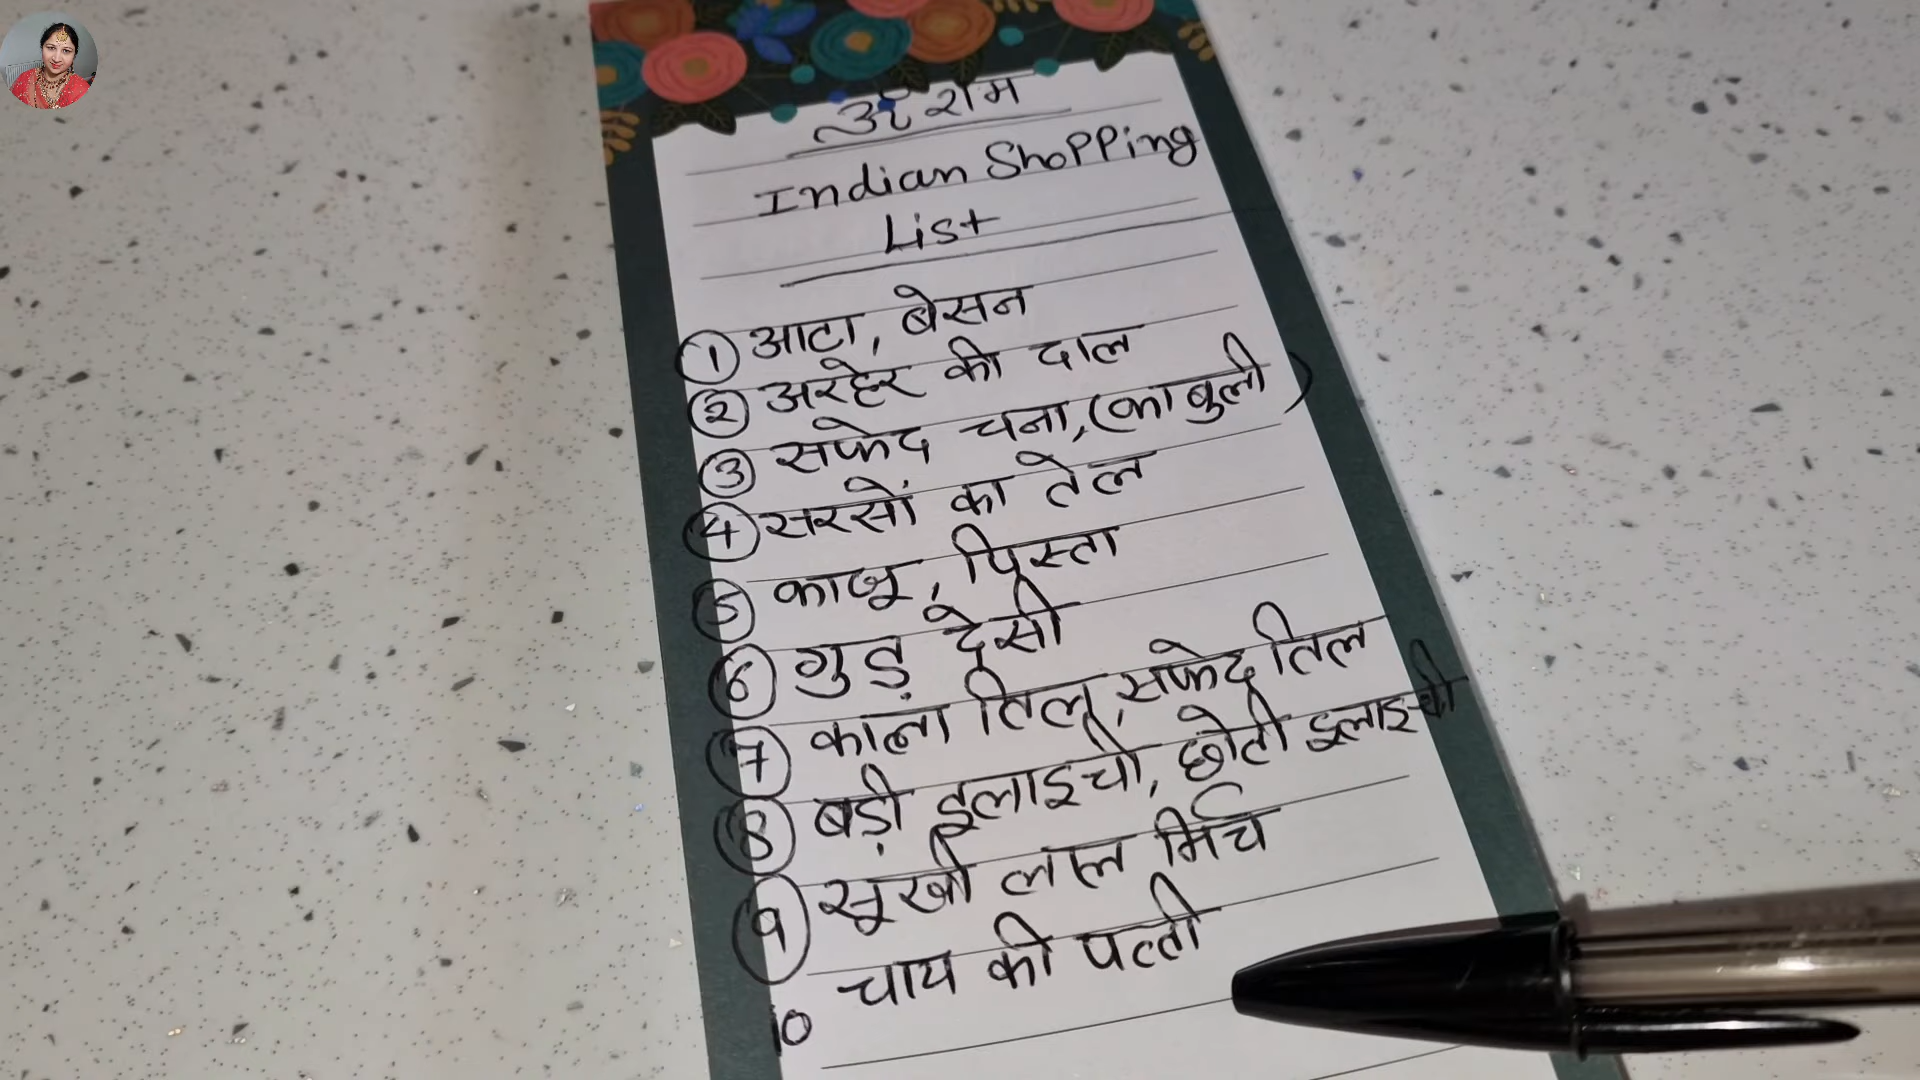 ॐ राम
Indian Shopping
List
① आटा, बेसन
② अरहेर की दाल
③ सफेद चना, (काबुली)
④ सरसों का तेल
⑤ काजू, पिस्ता
⑥ गुड़ देसी
⑦ काला तिल, सफेद तिल
⑧ बड़ी इलाइची, छोटी इलाइची
⑨ सूखी लाल मिर्च
10 चाय की पत्ती